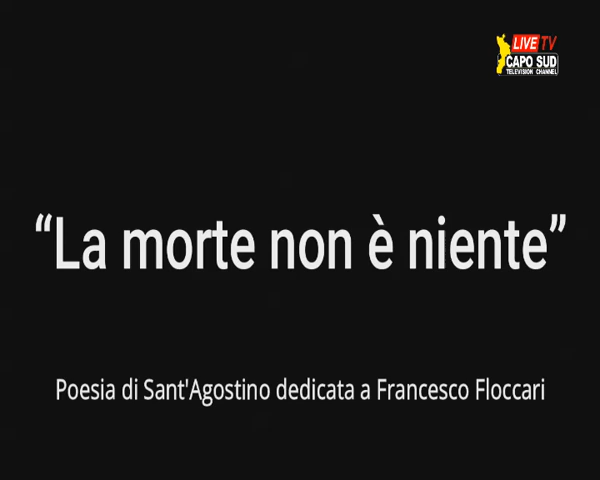 LIVE TV
CAPO SUD
TELEVISION CHANNEL
“La morte non è niente”
Poesia di Sant'Agostino dedicata a Francesco Floccari